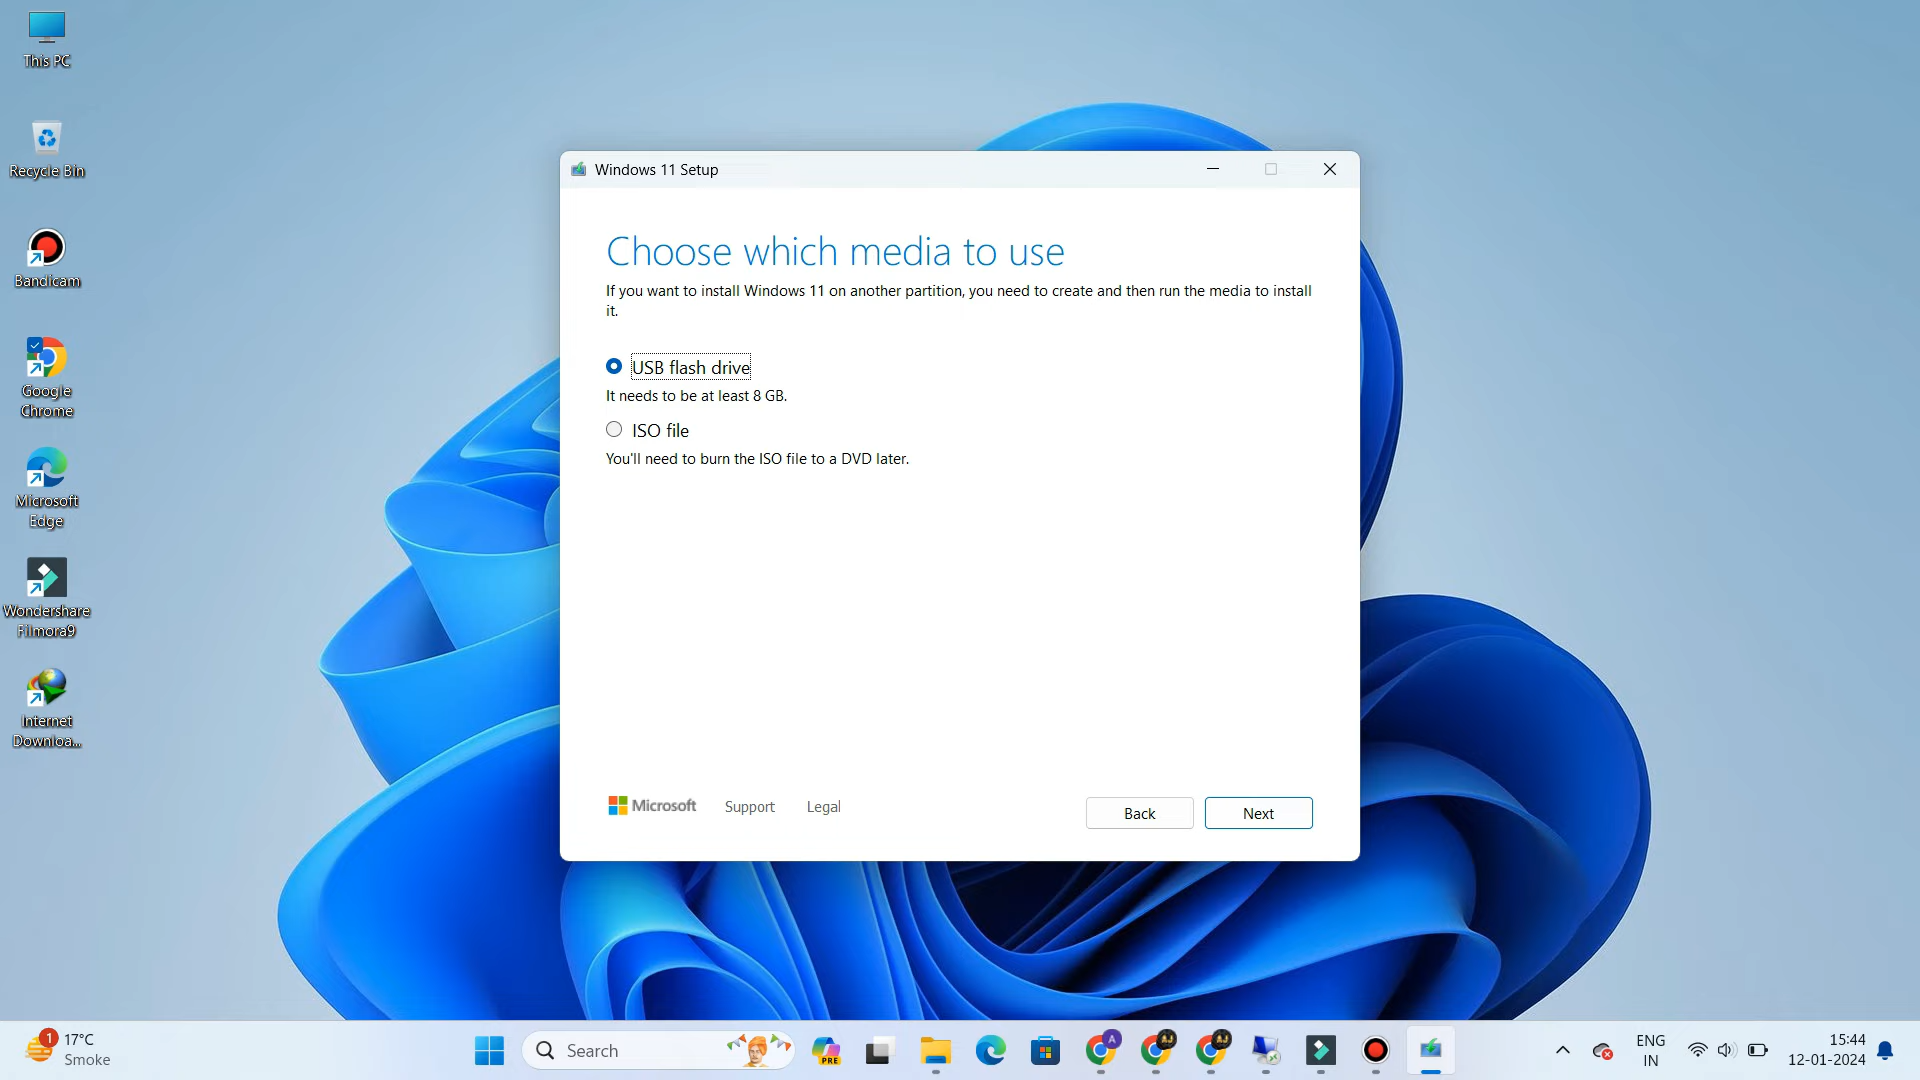 This PC
Recycle Bin
Bandicam
Google
Chrome
Microsoft
Edge
Wondershare
Filmora9
Internet
Downloa...
Windows 11 Setup
Choose which media to use
If you want to install Windows 11 on another partition, you need to create and then run the media to install
it.
USB flash drive
It needs to be at least 8 GB.
ISO file
You'll need to burn the ISO file to a DVD later.
Microsoft
Support
Legal
Back
Next
1
17°C
Smoke
Search
PRE
A
AJ
AJ
ENG
IN
15:44
12-01-2024